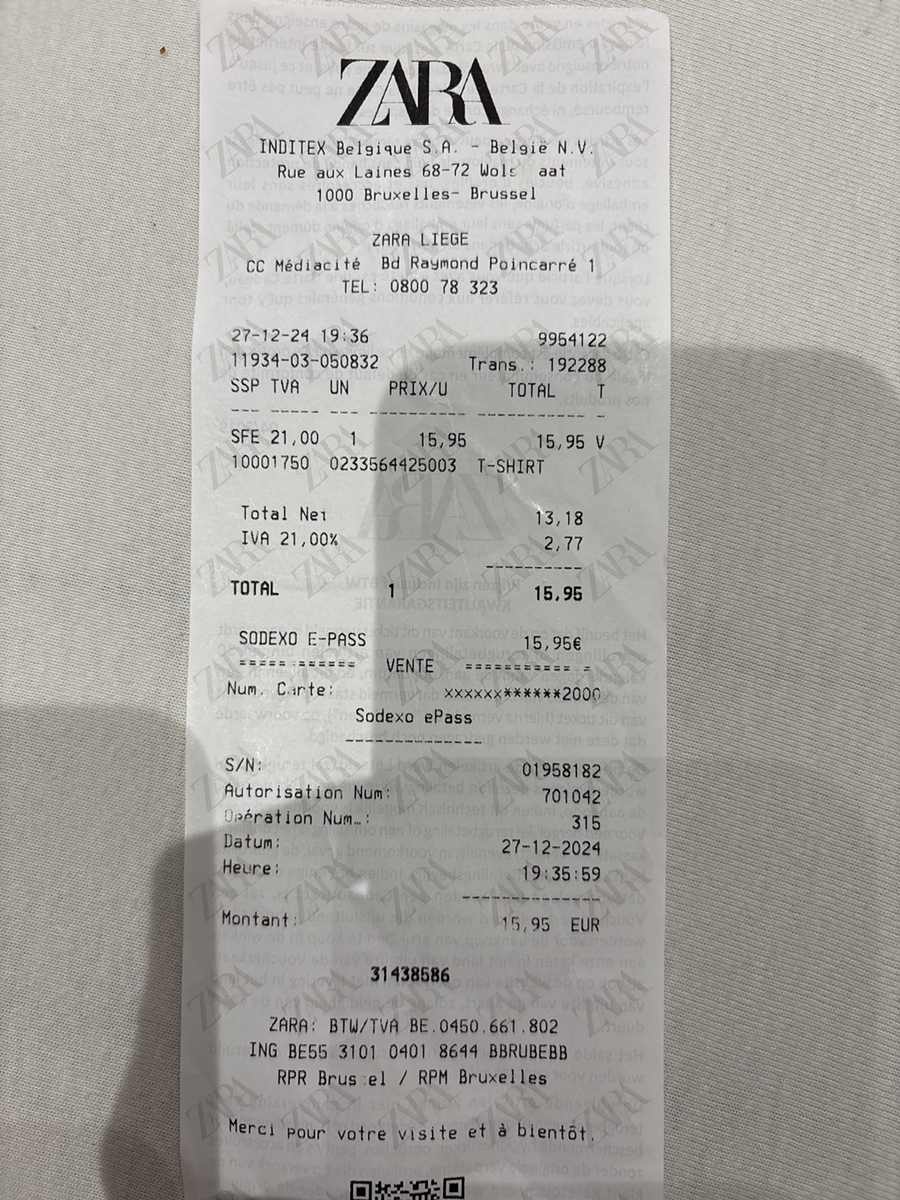 ZARA
INDITEX Belgique S.A. - België N.V.
Rue aux Laines 68-72
1000 Bruxelles- Brussel
ZARA LIEGE
CC Médiacité Bd Raymond Poincarré 1
TEL: 0800 78 323
27-12-24 19:36 9954122
11934-03-050832 Trans.: 192288
SSP TVA UN PRIX/U TOTAL T
SFE 21,00 1 15,95 15,95 V
10001750 0233564425003 T-SHIRT
Total Net 13,18
IVA 21,00% 2,77
TOTAL 1 15,95
SODEXO E-PASS 15,95€
===== ====== VENTE =========== -
Num. Carte: xxxxxx******2000
Sodexo ePass
S/N: 01958182
Autorisation Num: 701042
Opération Num.: 315
Datum: 27-12-2024
Heure: 19:35:59
Montant: 15,95 EUR
31438586
ZARA: BTW/TVA BE.0450.661.802
ING BE55 3101 0401 8644 BBRUBEBB
RPR Brussel / RPM Bruxelles
Merci pour votre visite et à bientôt.